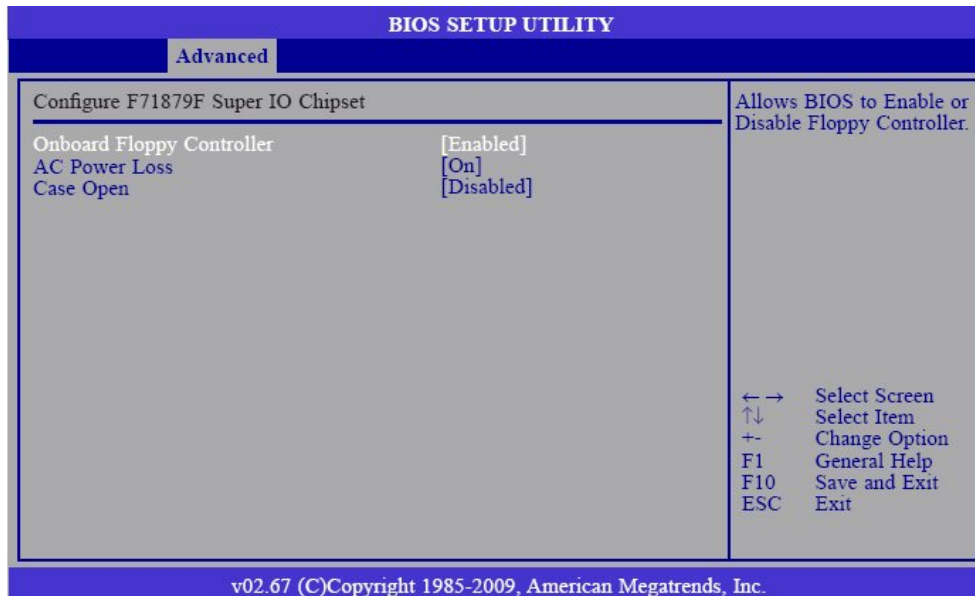 BIOS SETUP UTILITY
Advanced
Configure F71879F Super IO Chipset
Onboard Floppy Controller [Enabled]
AC Power Loss [On]
Case Open [Disabled]
Allows BIOS to Enable or
Disable Floppy Controller.
←→ Select Screen
↑↓ Select Item
+- Change Option
F1 General Help
F10 Save and Exit
ESC Exit
v02.67 (C)Copyright 1985-2009, American Megatrends, Inc.